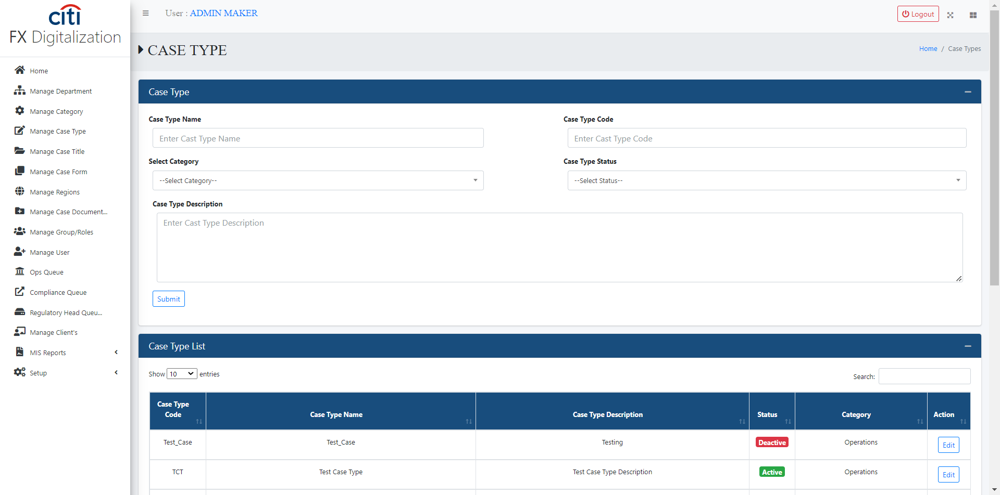 citi
FX Digitalization
Home
Manage Department
Manage Category
Manage Case Type
Manage Case Title
Manage Case Form
Manage Regions
Manage Case Document...
Manage Group/Roles
Manage User
Ops Queue
Compliance Queue
Regulatory Head Queu...
Manage Client's
MIS Reports
Setup
User : ADMIN MAKER
Logout
CASE TYPE
Home / Case Types
Case Type
Case Type Name
Enter Cast Type Name
Case Type Code
Enter Cast Type Code
Select Category
--Select Category--
Case Type Status
--Select Status--
Case Type Description
Enter Cast Type Description
Submit
Case Type List
Show 10 entries
Search:
Case Type Code
Case Type Name
Case Type Description
Status
Category
Action
Test_Case
Test_Case
Testing
Deactive
Operations
Edit
TCT
Test Case Type
Test Case Type Description
Active
Operations
Edit